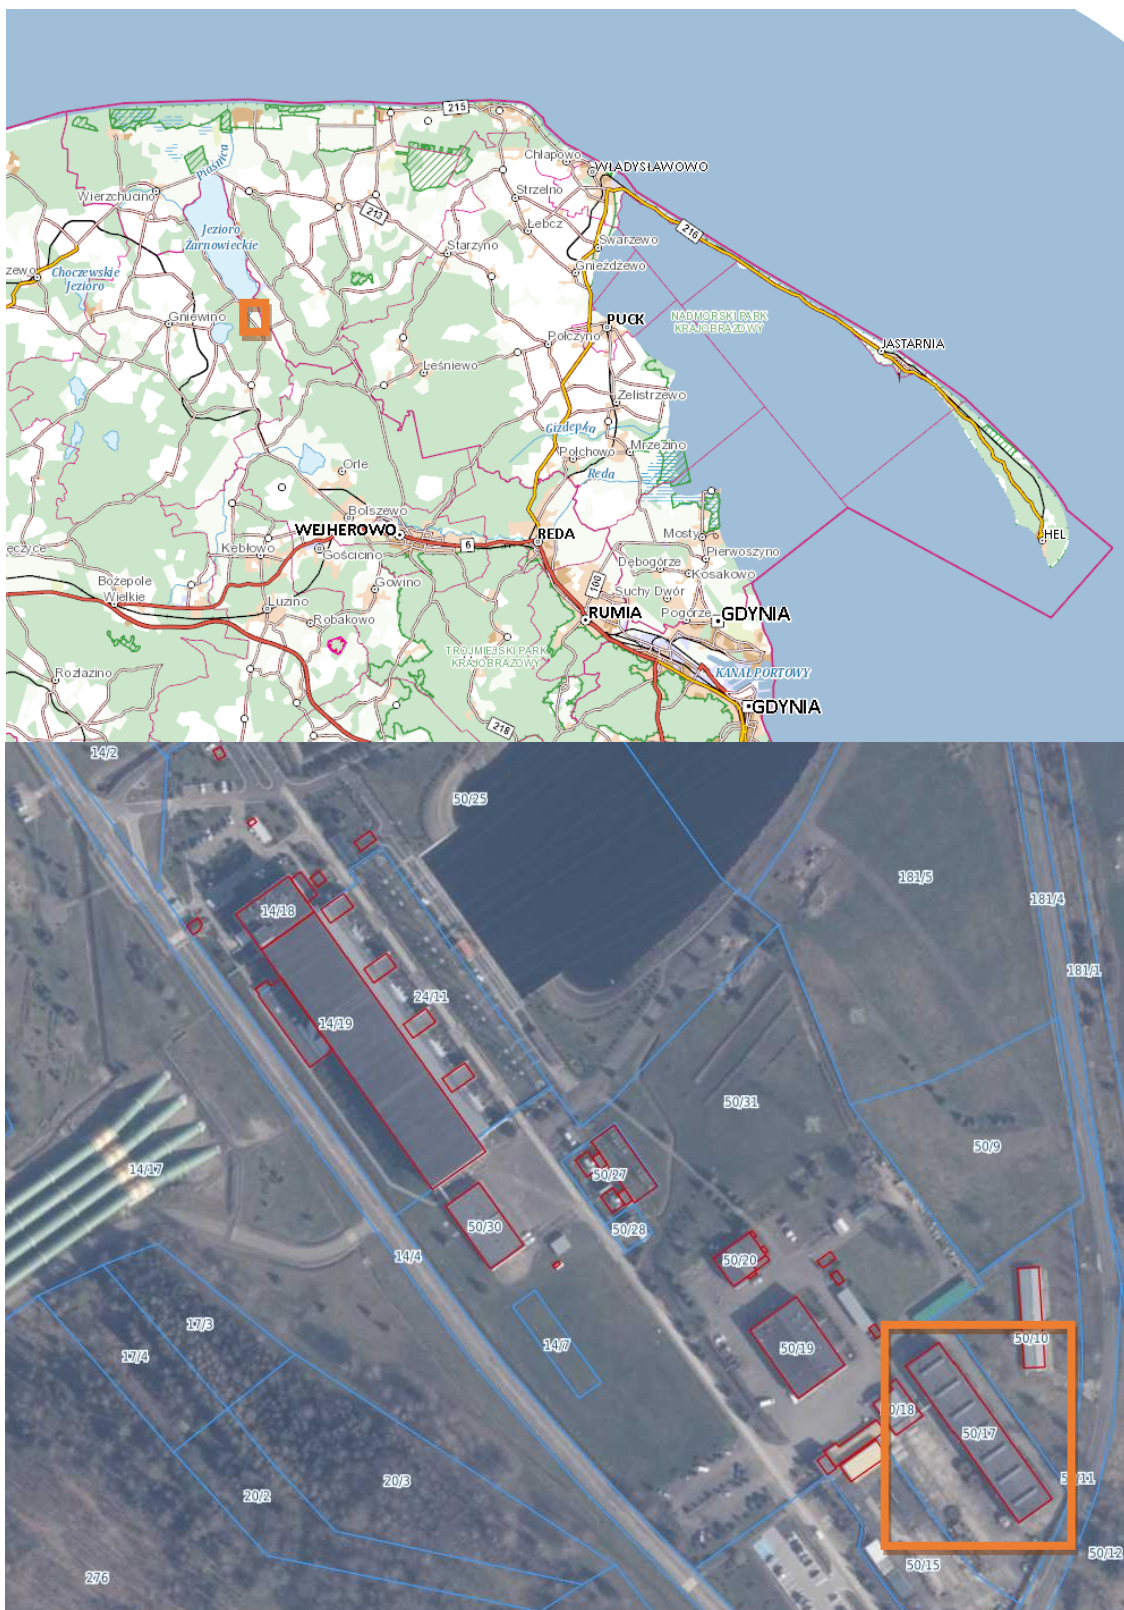 215
Chłapowo
WŁADYSŁAWOWO
Piaśnica
Wierzchucino
Strzelno
213
Łebcz
Jezioro
Żarnowieckie
216
Swarzewo
Starzyno
zewo
Choczewskie
Jezioro
Gnieżdżewo
Gniewino
NADMORSKI PARK
KRAJOBRAZOWY
PUCK
Połczyno
JASTARNIA
Leśniewo
Żelistrzewo
Gizdepka
Połchowo
Mrzezino
Orle
Reda
Bolszewo
WEJHEROWO
REDA
HEL
Mosty
ęczyce
Kębłowo
Gościcino
6
Pierwoszyno
Dębogórze
Kosakowo
Bożepole
Wielkie
Gowino
100
Suchy Dwór
Luzino
RUMIA
Pogórze
GDYNIA
Robakowo
TRÓJMIEJSKI PARK
KRAJOBRAZOWY
Rozłazino
KANAŁ PORTOWY
GDYNIA
218
14/2
50/25
181/5
181/4
14/18
181/1
24/11
14/19
50/31
50/9
14/17
50/27
50/30
50/28
14/4
50/20
17/3
50/10
14/7
17/4
50/19
0/18
50/17
20/3
20/2
50/11
50/12
50/15
276